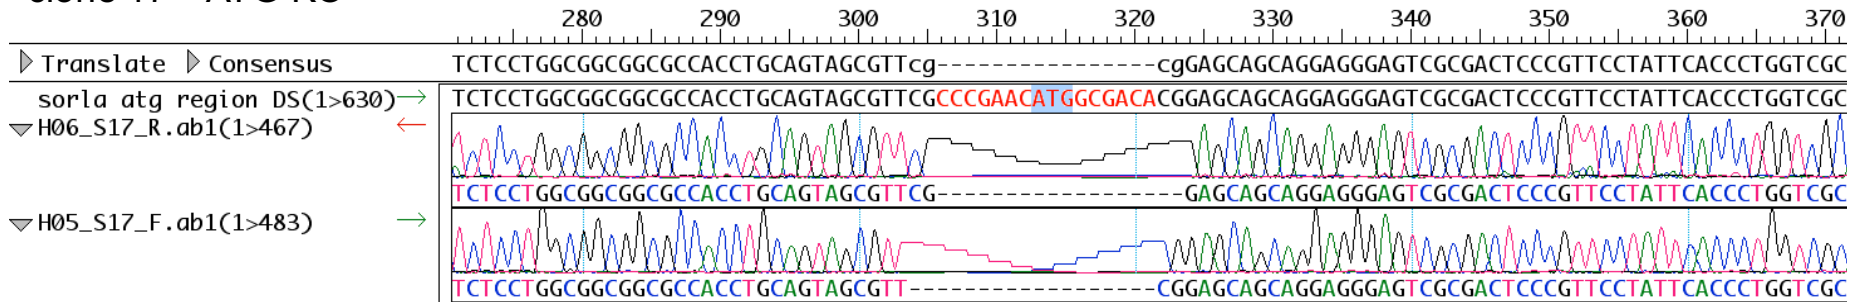 280 290 300 310 320 330 340 350 360 370
Translate Consensus TCTCCTGGCGGCGGCGCCACCTGCAGTAGCGTTcg----------------cgGAGCAGCAGGAGGGAGTCGCGACTCCCGTTCCTATTCACCCTGGTCGC
sorla atg region DS(1>630) TCTCCTGGCGGCGGCGCCACCTGCAGTAGCGTTCGCCCGAACATGGCGACACGGAGCAGCAGGAGGGAGTCGCGACTCCCGTTCCTATTCACCCTGGTCGC
H06_S17_R.ab1(1>467)
TCTCCTGGCGGCGGCGCCACCTGCAGTAGCGTTCG------------------GAGCAGCAGGAGGGAGTCGCGACTCCCGTTCCTATTCACCCTGGTCGC
H05_S17_F.ab1(1>483)
TCTCCTGGCGGCGGCGCCACCTGCAGTAGCGTT------------------CGGAGCAGCAGGAGGGAGTCGCGACTCCCGTTCCTATTCACCCTGGTCGC